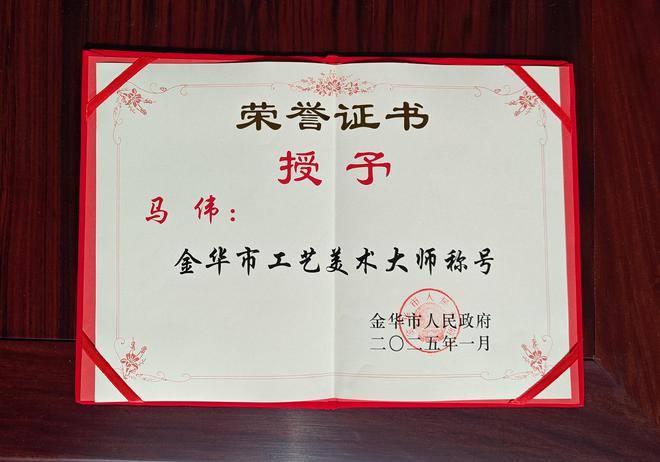 荣誉证书
授予
马伟：
金华市工艺美术大师称号
金华市人民政府
二〇二五年一月